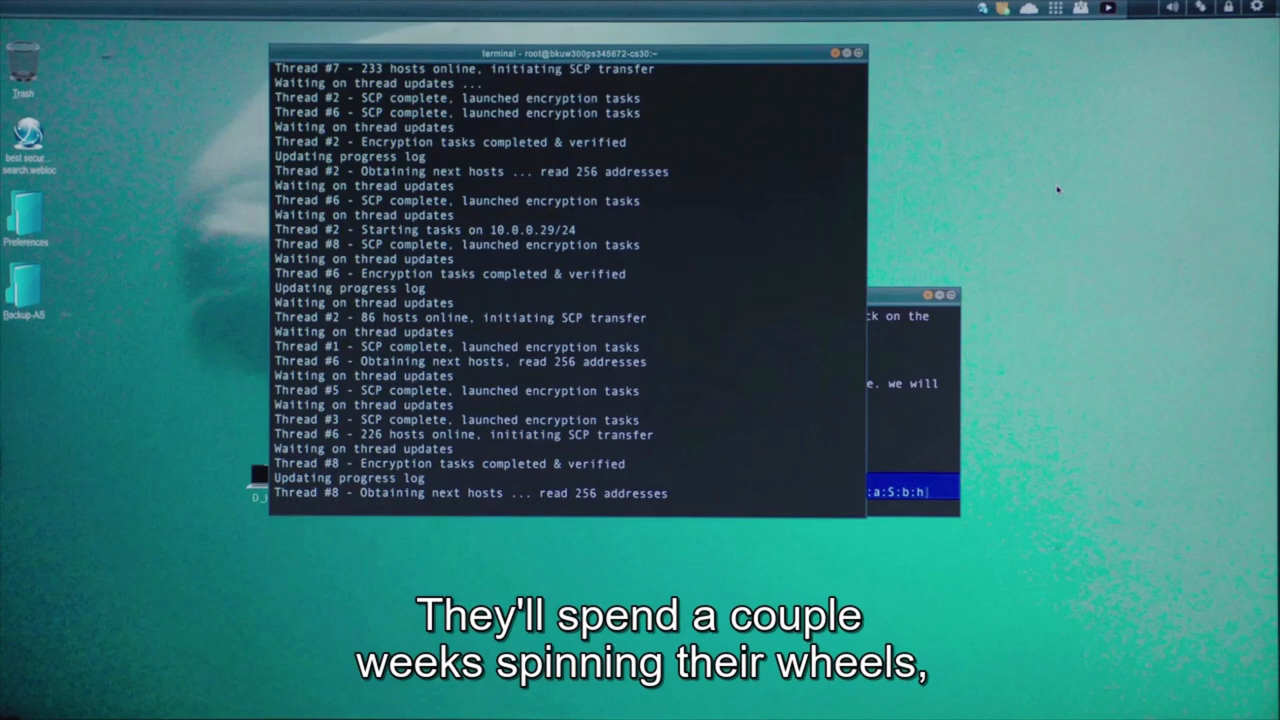 terminal - root@bkuw300ps345672-cs30:~
Thread #7 - 233 hosts online, initiating SCP transfer
Waiting on thread updates ...
Thread #2 - SCP complete, launched encryption tasks
Thread #6 - SCP complete, launched encryption tasks
Waiting on thread updates
Thread #2 - Encryption tasks completed & verified
Updating progress log
Thread #2 - Obtaining next hosts ... read 256 addresses
Waiting on thread updates
Thread #6 - SCP complete, launched encryption tasks
Waiting on thread updates
Thread #2 - Starting tasks on 10.0.0.29/24
Thread #8 - SCP complete, launched encryption tasks
Waiting on thread updates
Thread #6 - Encryption tasks completed & verified
Updating progress log
Waiting on thread updates
Thread #2 - 86 hosts online, initiating SCP transfer
Waiting on thread updates
Thread #1 - SCP complete, launched encryption tasks
Thread #6 - Obtaining next hosts, read 256 addresses
Waiting on thread updates
Thread #5 - SCP complete, launched encryption tasks
Waiting on thread updates
Thread #3 - SCP complete, launched encryption tasks
Thread #6 - 226 hosts online, initiating SCP transfer
Waiting on thread updates
Thread #8 - Encryption tasks completed & verified
Updating progress log
Thread #8 - Obtaining next hosts ... read 256 addresses
Trash
best secur...
search.webloc
Preferences
Backup-AS
ck on the
e. we will
:a:S:b:h]
They'll spend a couple
weeks spinning their wheels,